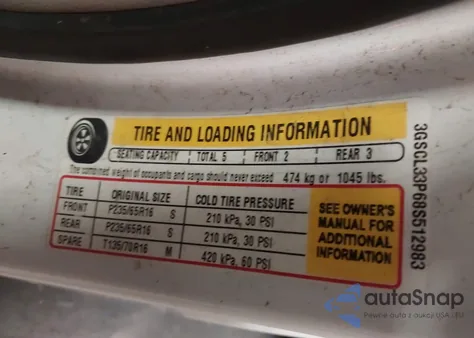 TIRE AND LOADING INFORMATION
SEATING CAPACITY TOTAL 5 FRONT 2 REAR 3
The combined weight of occupants and cargo should never exceed 474 kg or 1045 lbs.
TIRE ORIGINAL SIZE COLD TIRE PRESSURE
FRONT P235/65R16 S 210 kPa, 30 PSI
REAR P235/65R16 S 210 kPa, 30 PSI
SPARE T135/70R16 M 420 kPa, 60 PSI
SEE OWNER'S
MANUAL FOR
ADDITIONAL
INFORMATION
3GSCL33P69S512983
autaSnap